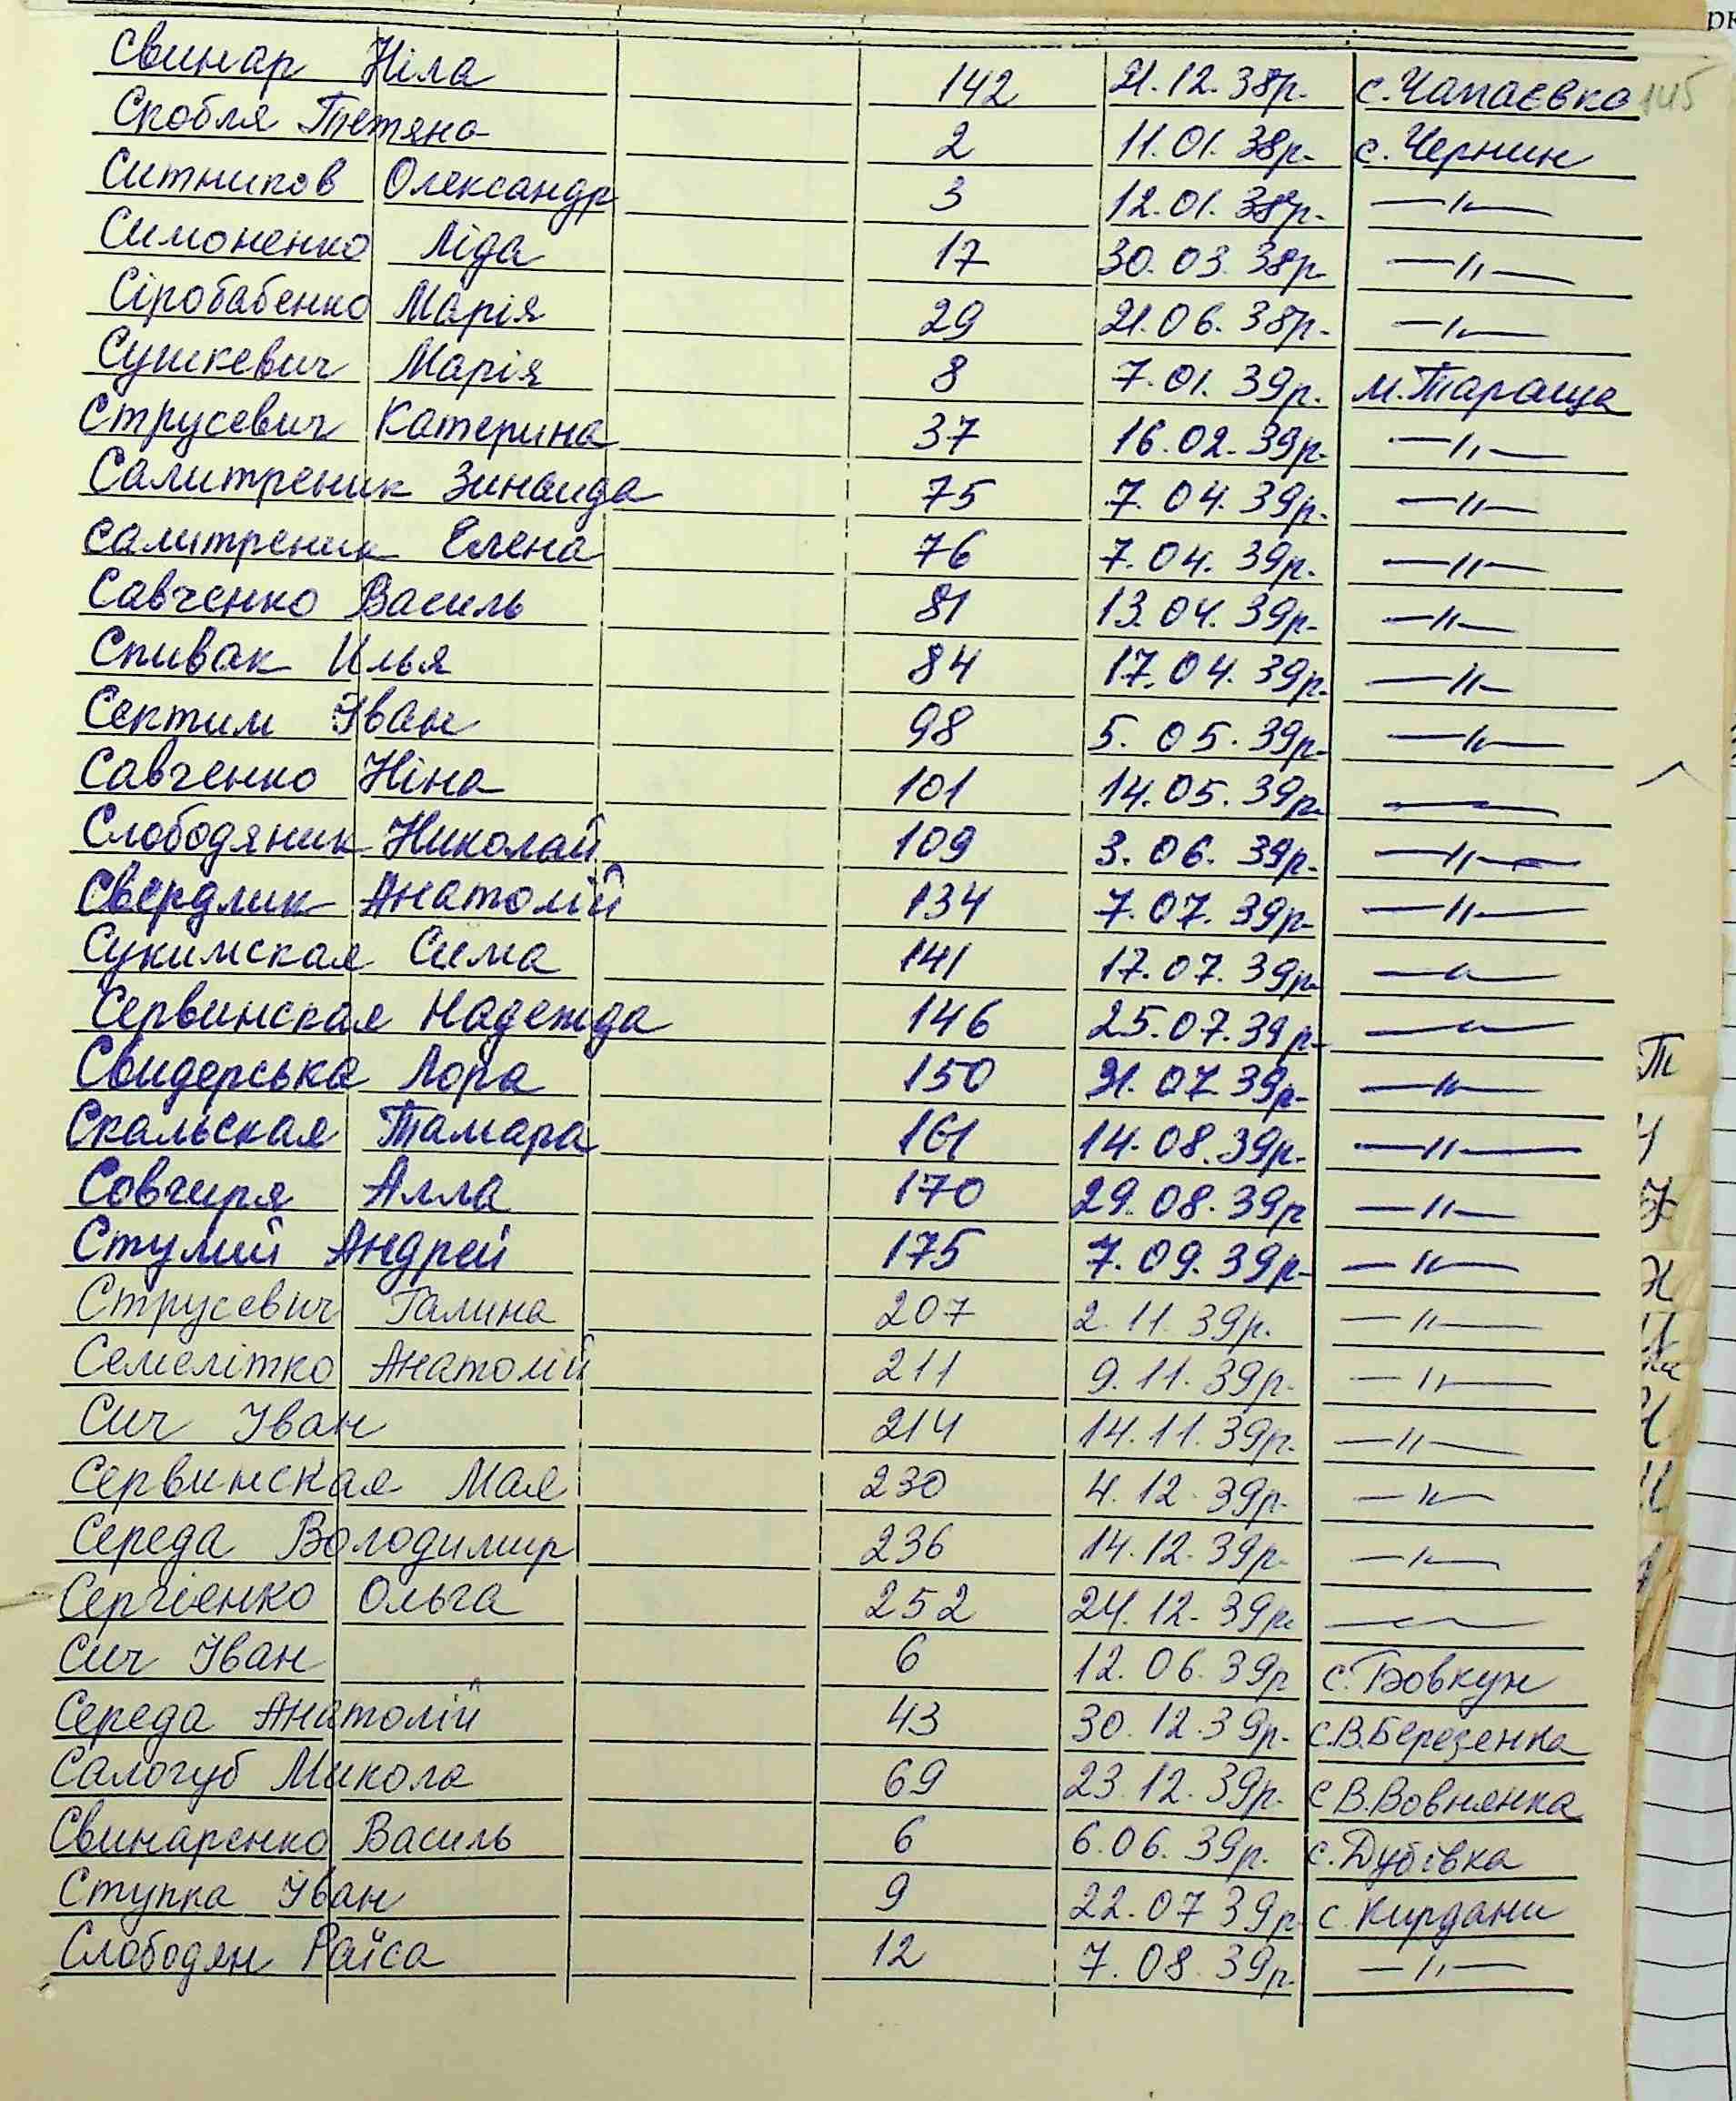 Свинар Ніла 142 21.12.38р. с.Чапаєвка 145
Скобля Тетяна 2 11.01.38р. с.Чернин
Ситников Олександр 3 12.01.38р. —"—
Симоненко Ліда 17 30.03.38р. —"—
Сіробабенко Марія 29 21.06.38р. —"—
Сушкевич Марія 8 7.01.39р. м.Тараща
Струсевич Катерина 37 16.02.39р. —"—
Салитреник Зинаида 75 7.04.39р. —"—
Салитреник Елена 76 7.04.39р. —"—
Савченко Василь 81 13.04.39р. —"—
Спивак Илья 84 17.04.39р. —"—
Сектим Іван 98 5.05.39р. —"—
Савченко Ніна 101 14.05.39р. —"—
Слободяник Николай 109 3.06.39р. —"—
Свердлик Анатолій 134 7.07.39р. —"—
Сукимская Сима 141 17.07.39р. —"—
Сервинская Надежда 146 25.07.39р. —"—
Свидерська Лора 150 31.07.39р. —"—
Скальская Тамара 161 14.08.39р. —"—
Совгиря Алла 170 29.08.39р —"—
Стулий Андрей 175 7.09.39р. —"—
Струсевич Галина 207 2.11.39р. —"—
Семелітко Анатолій 211 9.11.39р. —"—
Сич Іван 214 14.11.39р. —"—
Сервинская Мая 230 4.12.39р. —"—
Середа Володимир 236 14.12.39р. —"—
Сергієнко Ольга 252 24.12.39р. —"—
Сич Іван 6 12.06.39р с.Бовкун
Середа Анатолій 43 30.12.39р. с.В.Березенка
Салогуб Микола 69 23.12.39р. с В.Вовнянка
Свинаренко Василь 6 6.06.39р. с.Дубівка
Ступка Іван 9 22.07 39р с. Кирдани
Слободян Раїса 12 7.08.39р. —"—